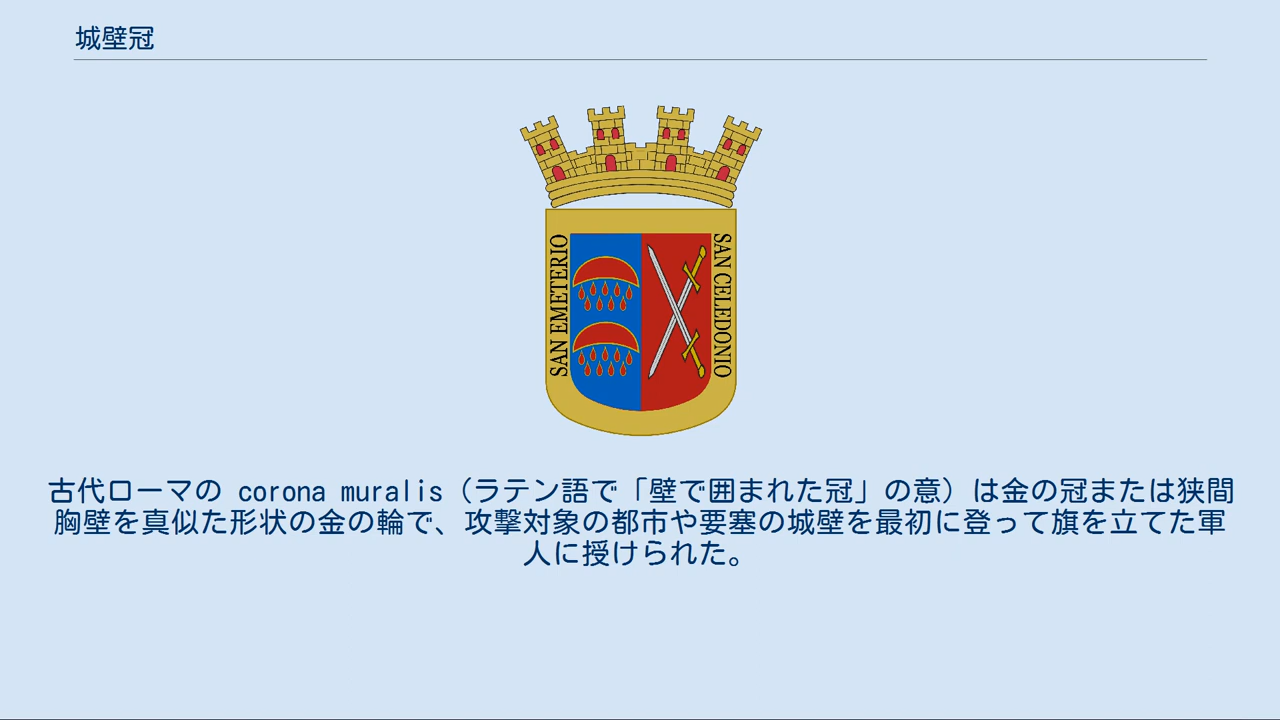 城壁冠
SAN EMETERIO
SAN CELEDONIO
古代ローマの corona muralis（ラテン語で「壁で囲まれた冠」の意）は金の冠または狭間
胸壁を真似た形状の金の輪で、攻撃対象の都市や要塞の城壁を最初に登って旗を立てた軍
人に授けられた。